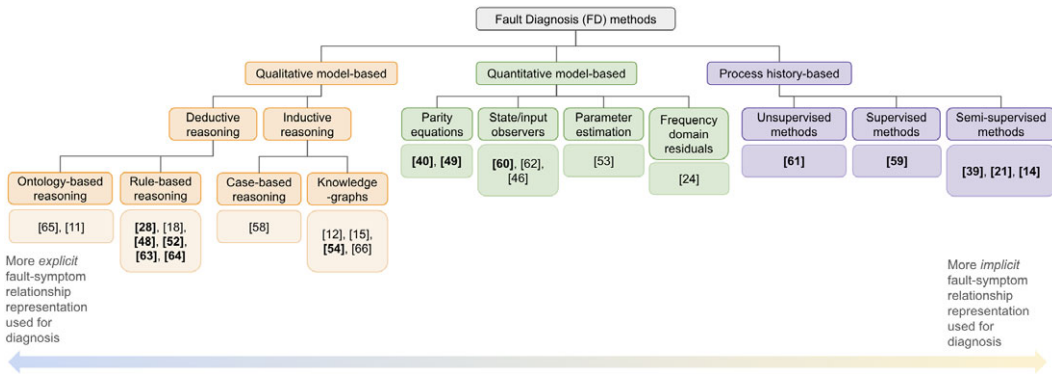 Fault Diagnosis (FD) methods
Qualitative model-based
Quantitative model-based
Process history-based
Deductive
reasoning
Inductive
reasoning
Parity
equations
State/input
observers
Parameter
estimation
Frequency
domain
residuals
Unsupervised
methods
Supervised
methods
Semi-supervised
methods
[40], [49]
[60], [62],
[46]
[53]
[24]
[61]
[59]
[39], [21], [14]
Ontology-based
reasoning
Rule-based
reasoning
Case-based
reasoning
Knowledge
-graphs
[65], [11]
[28], [18],
[48], [52],
[63], [64]
[58]
[12], [15],
[54], [66]
More explicit
fault-symptom
relationship
representation
used for
diagnosis
More implicit
fault-symptom
relationship
representation
used for
diagnosis